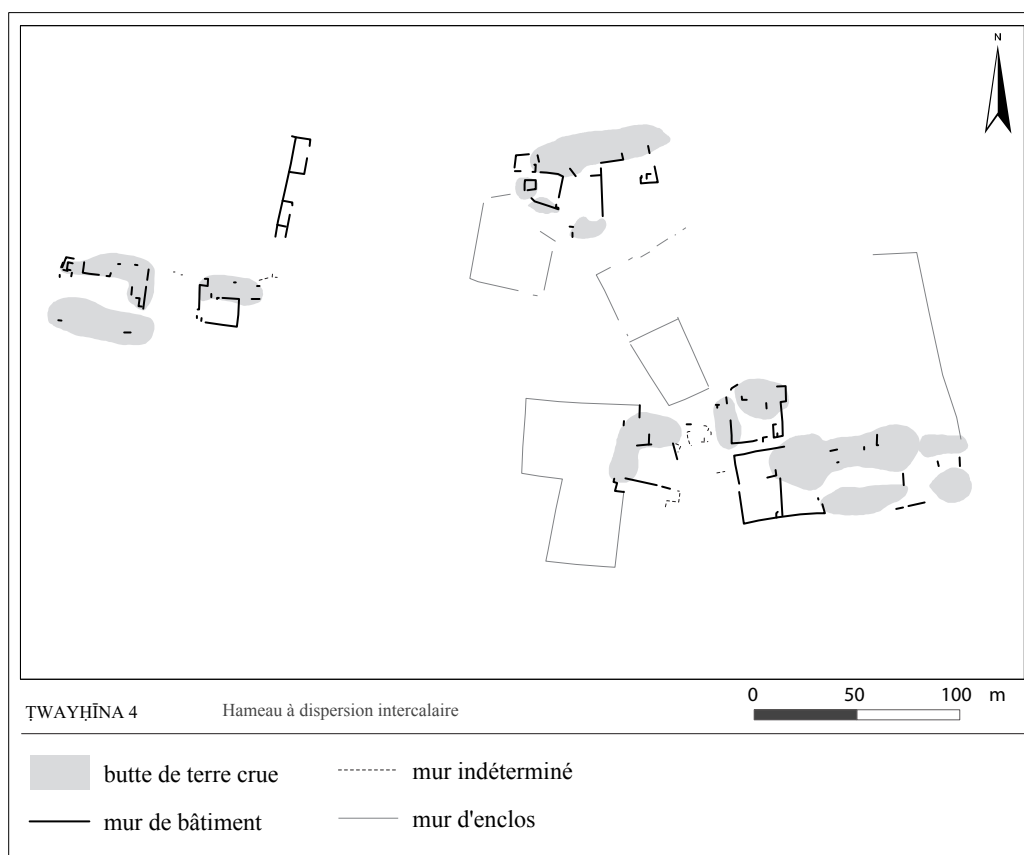 N
ṬWAYḤĪNA 4
Hameau à dispersion intercalaire
0 50 100 m
butte de terre crue
mur indéterminé
mur de bâtiment
mur d'enclos